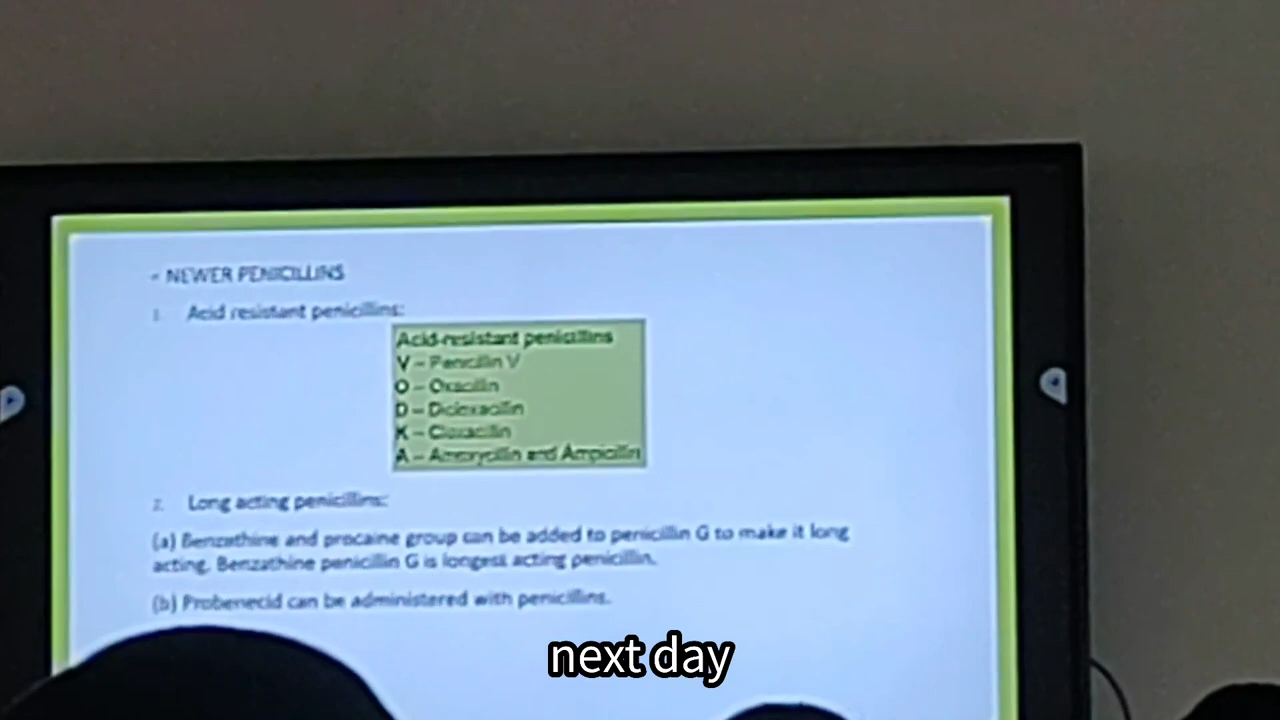 NEWER PENICILLINS
1. Acid resistant penicillins:
Acid-resistant penicillins
V – Penicillin V
O – Oxacillin
D – Dicloxacillin
K – Cloxacillin
A – Amoxycillin and Ampicillin
2. Long acting penicillins:
(a) Benzathine and procaine group can be added to penicillin G to make it long
acting. Benzathine penicillin G is longest acting penicillin.
(b) Probenecid can be administered with penicillins.
next day